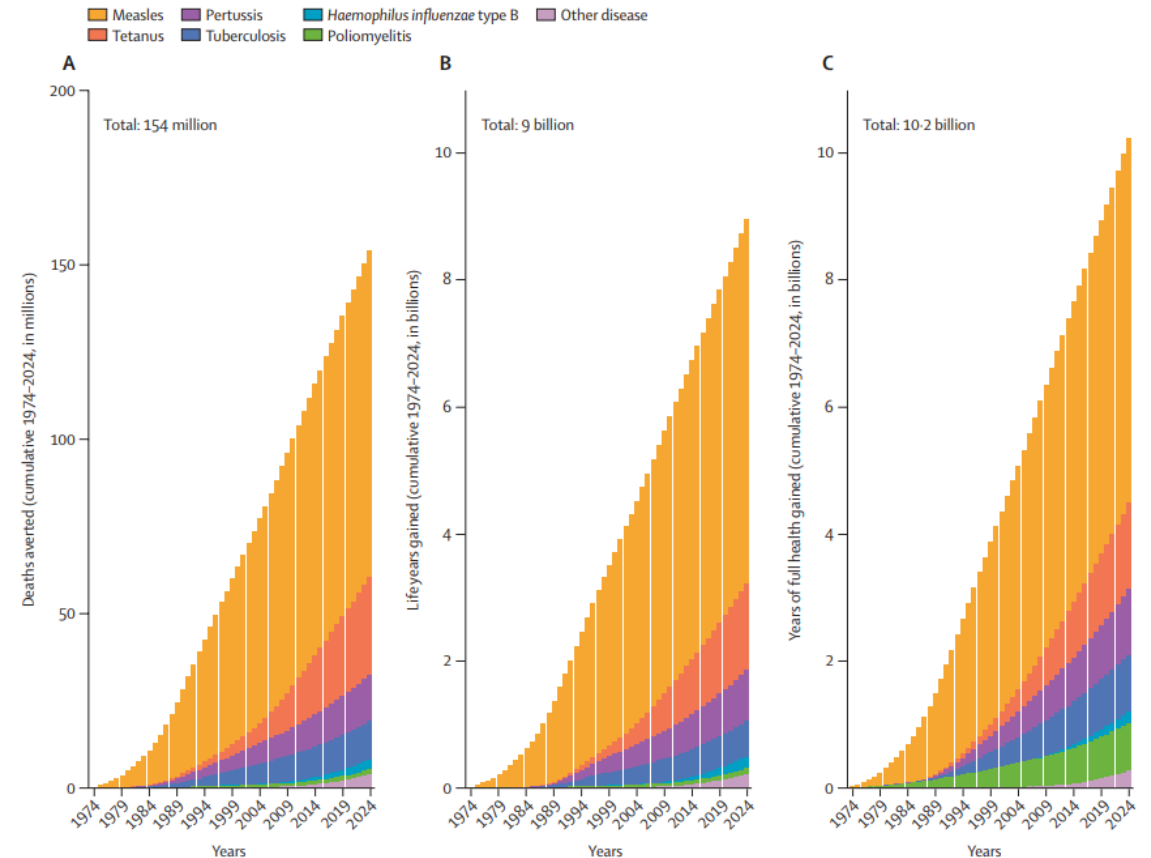 Measles Pertussis Haemophilus influenzae type B Other disease
Tetanus Tuberculosis Poliomyelitis
A
200
150
100
50
0
Total: 154 million
Deaths averted (cumulative 1974–2024, in millions)
1974 1979 1984 1989 1994 1999 2004 2009 2014 2019 2024
Years
B
10
8
6
4
2
0
Total: 9 billion
Life years gained (cumulative 1974–2024, in billions)
1974 1979 1984 1989 1994 1999 2004 2009 2014 2019 2024
Years
C
10
8
6
4
2
0
Total: 10·2 billion
Years of full health gained (cumulative 1974–2024, in billions)
1974 1979 1984 1989 1994 1999 2004 2009 2014 2019 2024
Years